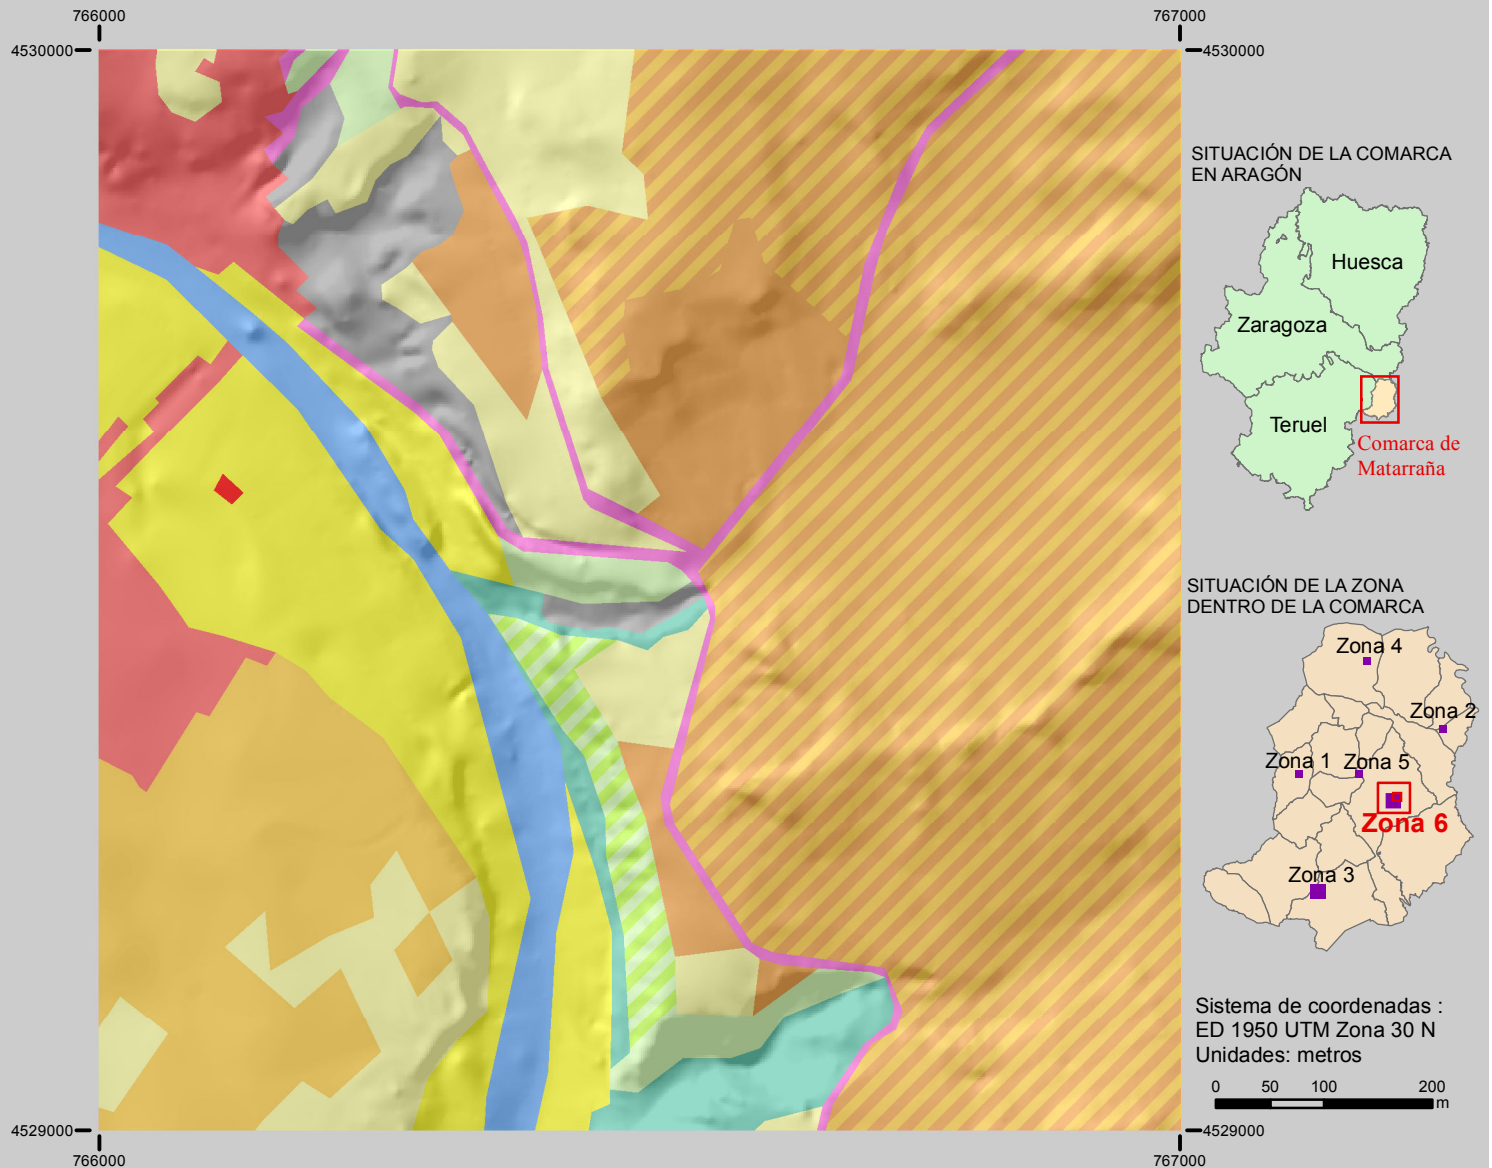 766000
767000
4530000
4530000
SITUACIÓN DE LA COMARCA
EN ARAGÓN
Huesca
Zaragoza
Teruel
Comarca de
Matarraña
SITUACIÓN DE LA ZONA
DENTRO DE LA COMARCA
Zona 4
Zona 2
Zona 1
Zona 5
Zona 6
Zona 3
Sistema de coordenadas :
ED 1950 UTM Zona 30 N
Unidades: metros
0 50 100 200
m
4529000
4529000
766000
767000